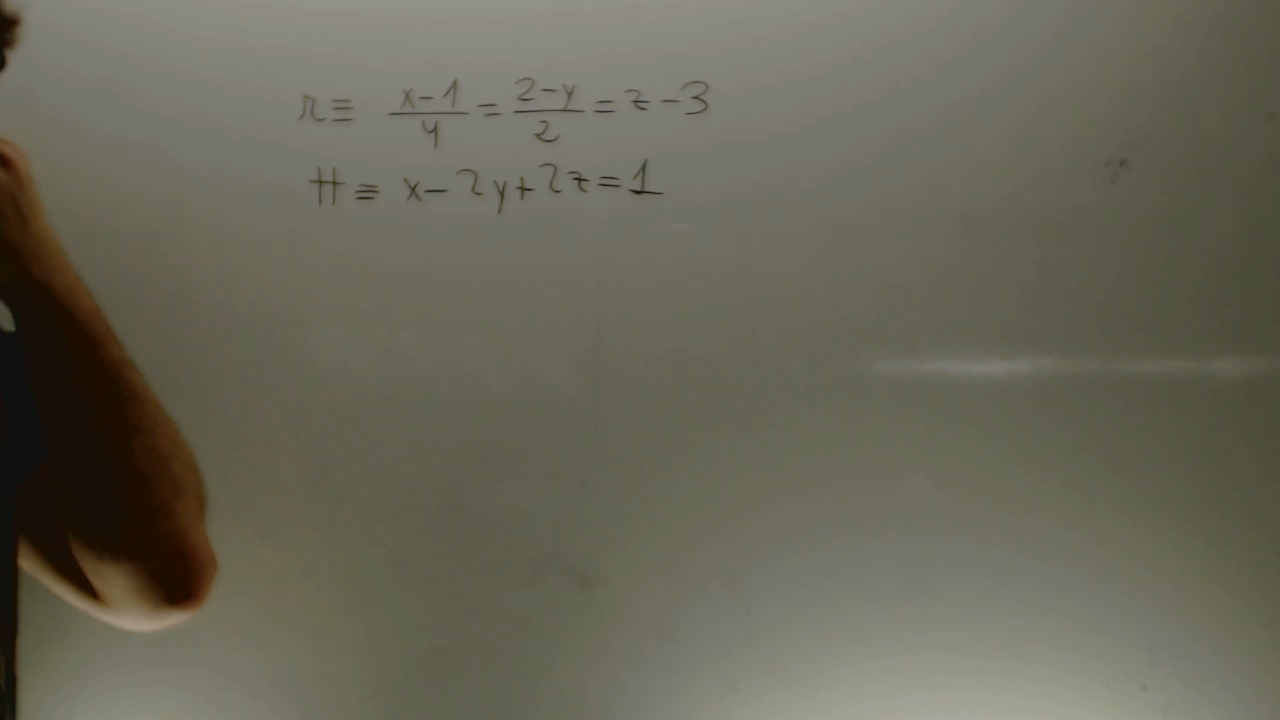 r≡ (x-1)/4 = (2-y)/2 = z-3
π ≡ x-2y+2z=1